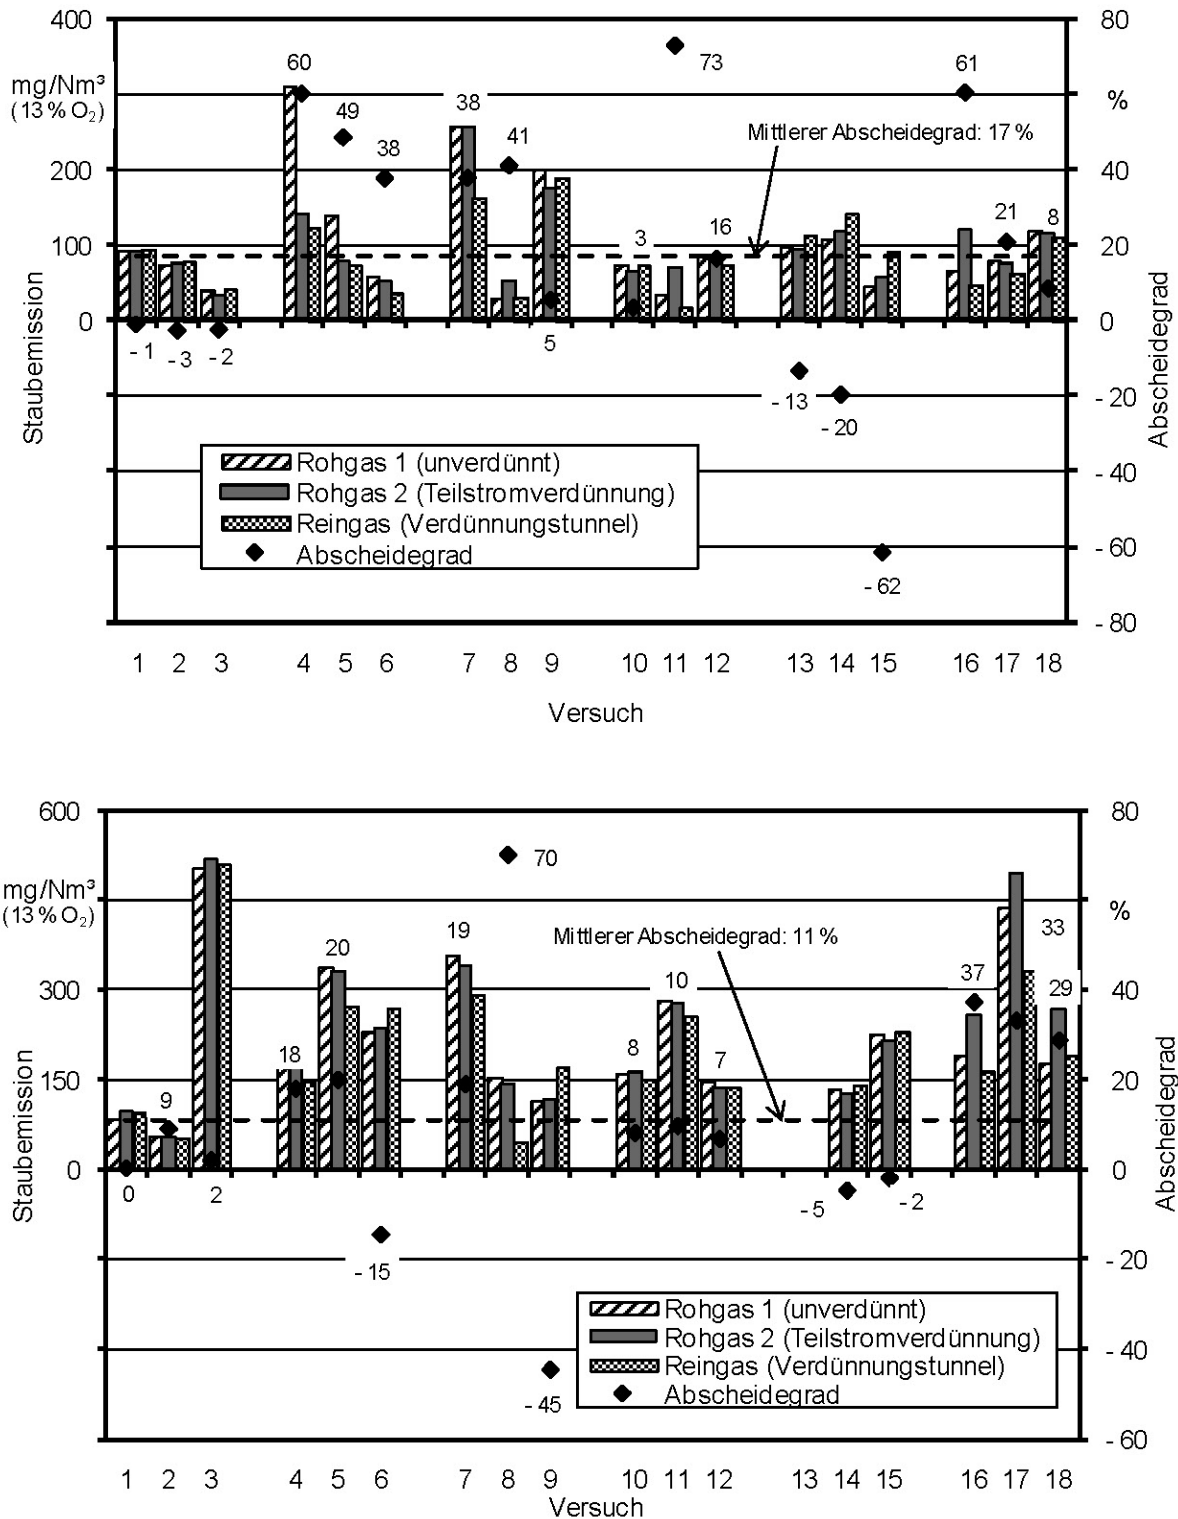 400
80
60
61
73
mg/Nm³
(13 % O₂)
%
49
38
41
Mittlerer Abscheidegrad: 17 %
38
200
40
3
16
21
8
100
20
0
0
- 1
- 3
- 2
5
- 13
- 20
- 20
Staubemission
Abscheidegrad
Rohgas 1 (unverdünnt)
- 40
Rohgas 2 (Teilstromverdünnung)
Reingas (Verdünnungstunnel)
Abscheidegrad
- 60
- 62
- 80
1 2 3 4 5 6 7 8 9 10 11 12 13 14 15 16 17 18
Versuch
600
80
70
mg/Nm³
(13 % O₂)
%
19
20
Mittlerer Abscheidegrad: 11 %
33
37
10
29
300
40
18
8
7
150
20
9
0
0
0
2
- 5
- 2
Staubemission
Abscheidegrad
- 15
- 20
Rohgas 1 (unverdünnt)
Rohgas 2 (Teilstromverdünnung)
- 40
Reingas (Verdünnungstunnel)
Abscheidegrad
- 45
- 60
1 2 3 4 5 6 7 8 9 10 11 12 13 14 15 16 17 18
Versuch